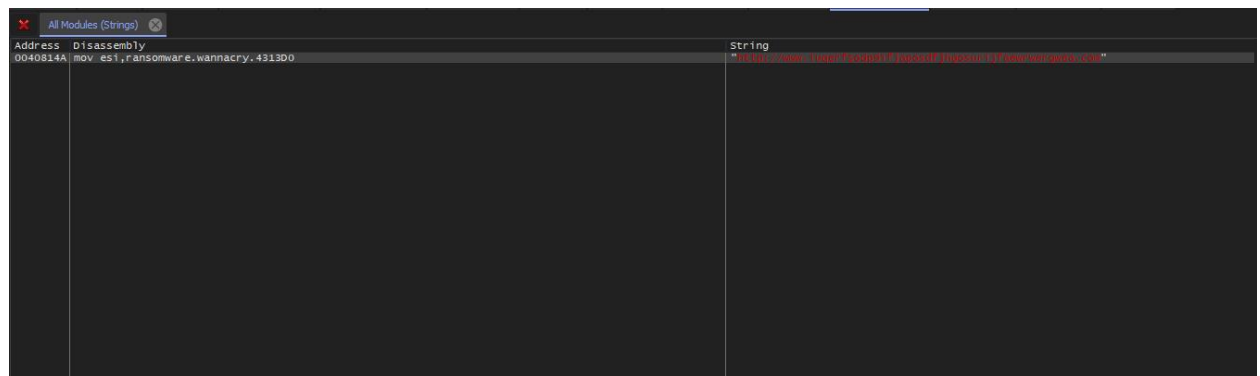 All Modules (Strings)
Address Disassembly String
0040814A mov esi,ransomware.wannacry.4313D0